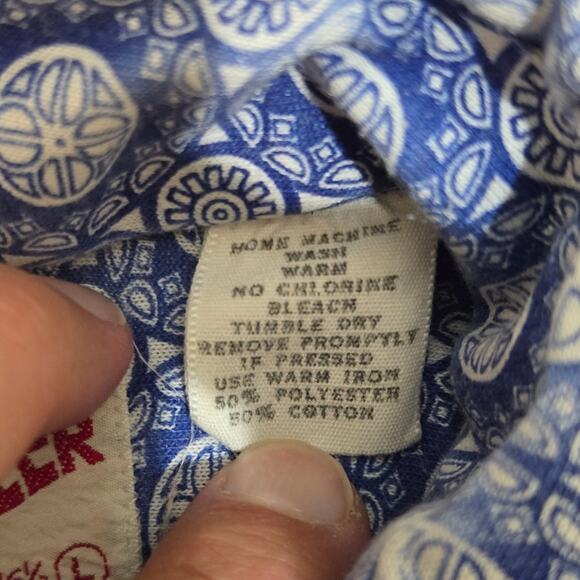 HOME MACHINE
WASH
WARM
NO CHLORINE
BLEACH
TUMBLE DRY
REMOVE PROMPTLY
IF PRESSED
USE WARM IRON
50% POLYESTER
50% COTTON
L